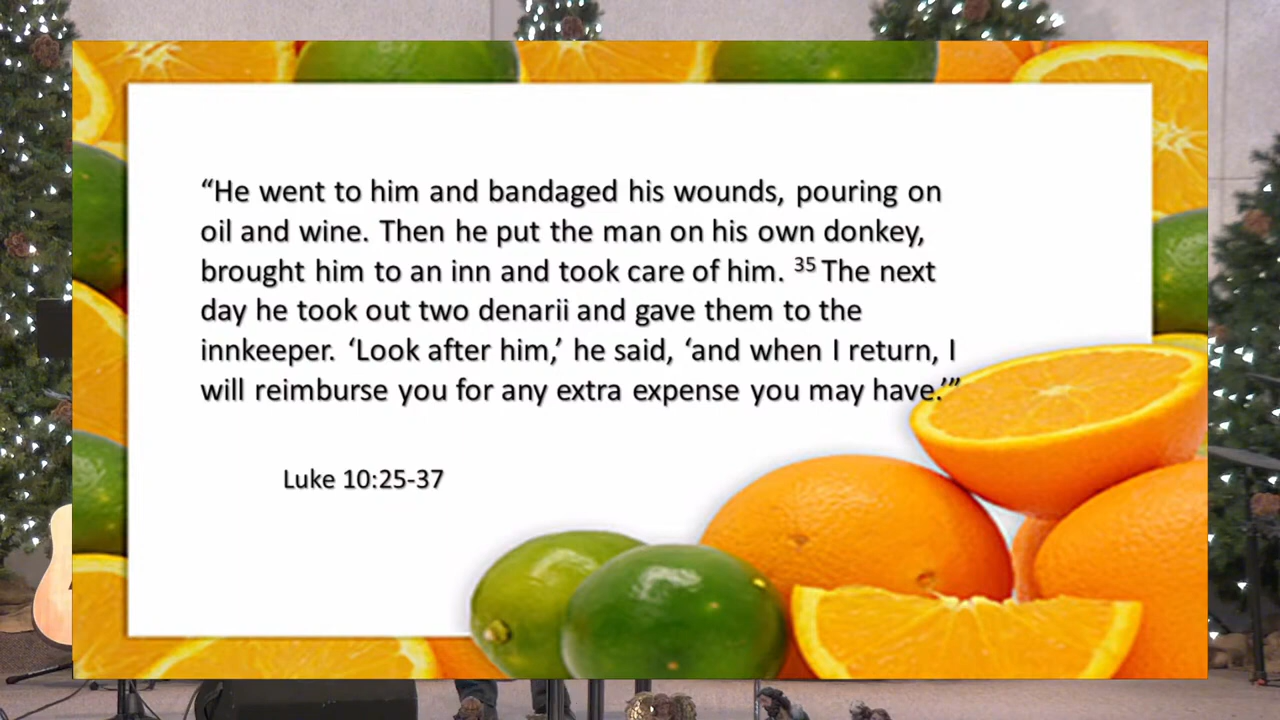 “He went to him and bandaged his wounds, pouring on
oil and wine. Then he put the man on his own donkey,
brought him to an inn and took care of him. ³⁵ The next
day he took out two denarii and gave them to the
innkeeper. ‘Look after him,’ he said, ‘and when I return, I
will reimburse you for any extra expense you may have.’”
Luke 10:25-37